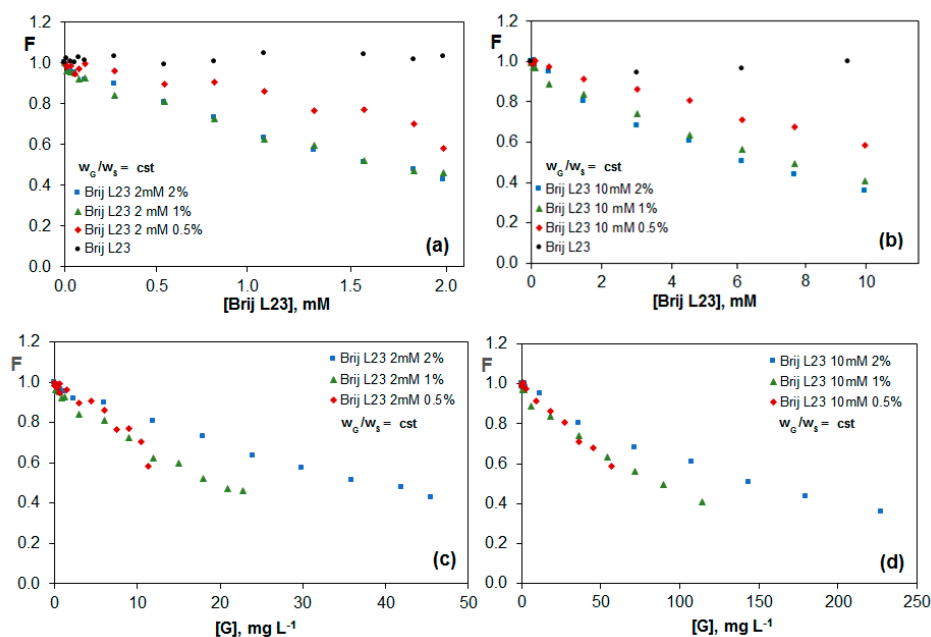 1.2
F
1.0
0.8
0.6
0.4
0.2
0.0
w_G/w_s = cst
Brij L23 2mM 2%
Brij L23 2 mM 1%
Brij L23 2 mM 0.5%
Brij L23
(a)
0.0 0.5 1.0 1.5 2.0
[Brij L23], mM
1.2
F
1.0
0.8
0.6
0.4
0.2
0.0
w_G/w_s = cst
Brij L23 10mM 2%
Brij L23 10 mM 1%
Brij L23 10 mM 0.5%
Brij L23
(b)
0 2 4 6 8 10
[Brij L23], mM
1.2
F
1.0
0.8
0.6
0.4
0.2
0.0
Brij L23 2mM 2%
Brij L23 2mM 1%
Brij L23 2mM 0.5%
w_G/w_s = cst
(c)
0 10 20 30 40 50
[G], mg L⁻¹
1.2
F
1.0
0.8
0.6
0.4
0.2
0.0
Brij L23 10mM 2%
Brij L23 10mM 1%
Brij L23 10mM 0.5%
w_G/w_s = cst
(d)
0 50 100 150 200 250
[G], mg L⁻¹